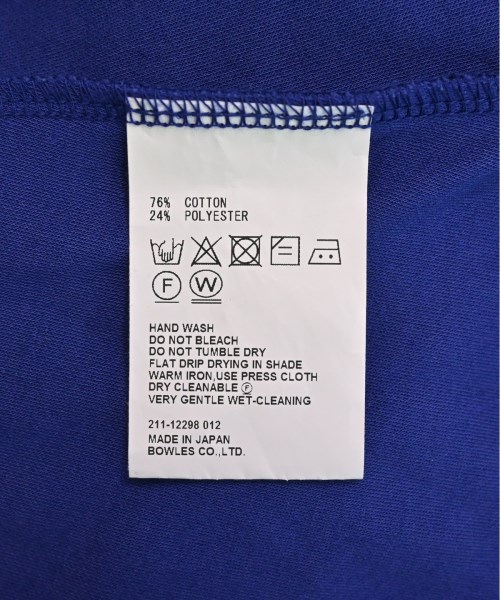 76% COTTON
24% POLYESTER
F W
HAND WASH
DO NOT BLEACH
DO NOT TUMBLE DRY
FLAT DRIP DRYING IN SHADE
WARM IRON,USE PRESS CLOTH
DRY CLEANABLE Ⓕ
VERY GENTLE WET-CLEANING
211-12298 012
MADE IN JAPAN
BOWLES CO.,LTD.